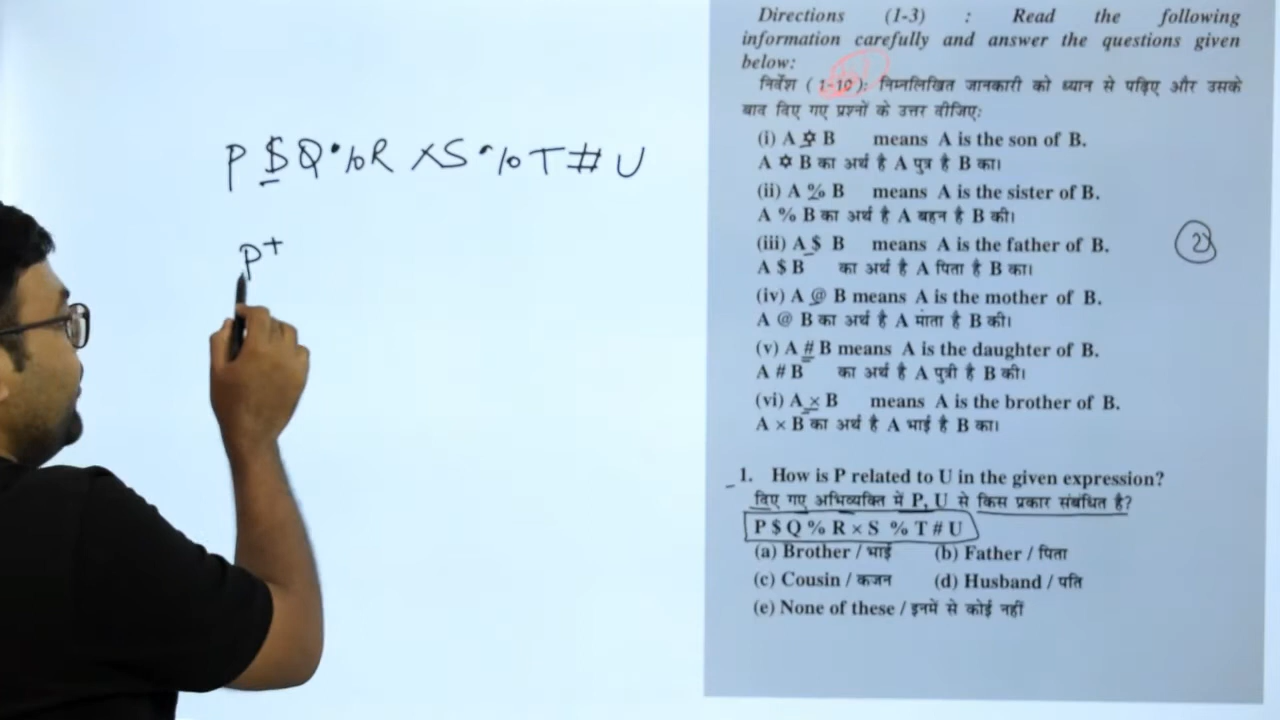 P $ Q % R × S % T # U
P+
Directions (1-3) : Read the following
information carefully and answer the questions given
below:
निर्देश ( 1-10 ): निम्नलिखित जानकारी को ध्यान से पढ़िए और उसके
बाद दिए गए प्रश्नों के उत्तर दीजिए:
(i) A ✡ B means A is the son of B.
A ✡ B का अर्थ है A पुत्र है B का।
(ii) A % B means A is the sister of B.
A % B का अर्थ है A बहन है B की।
(iii) A $ B means A is the father of B.
A $ B का अर्थ है A पिता है B का।
(iv) A @ B means A is the mother of B.
A @ B का अर्थ है A माता है B की।
(v) A # B means A is the daughter of B.
A # B का अर्थ है A पुत्री है B की।
(vi) A × B means A is the brother of B.
A × B का अर्थ है A भाई है B का।
2
1. How is P related to U in the given expression?
दिए गए अभिव्यक्ति में P, U से किस प्रकार संबंधित है?
P $ Q % R × S % T # U
(a) Brother / भाई (b) Father / पिता
(c) Cousin / कजन (d) Husband / पति
(e) None of these / इनमें से कोई नहीं